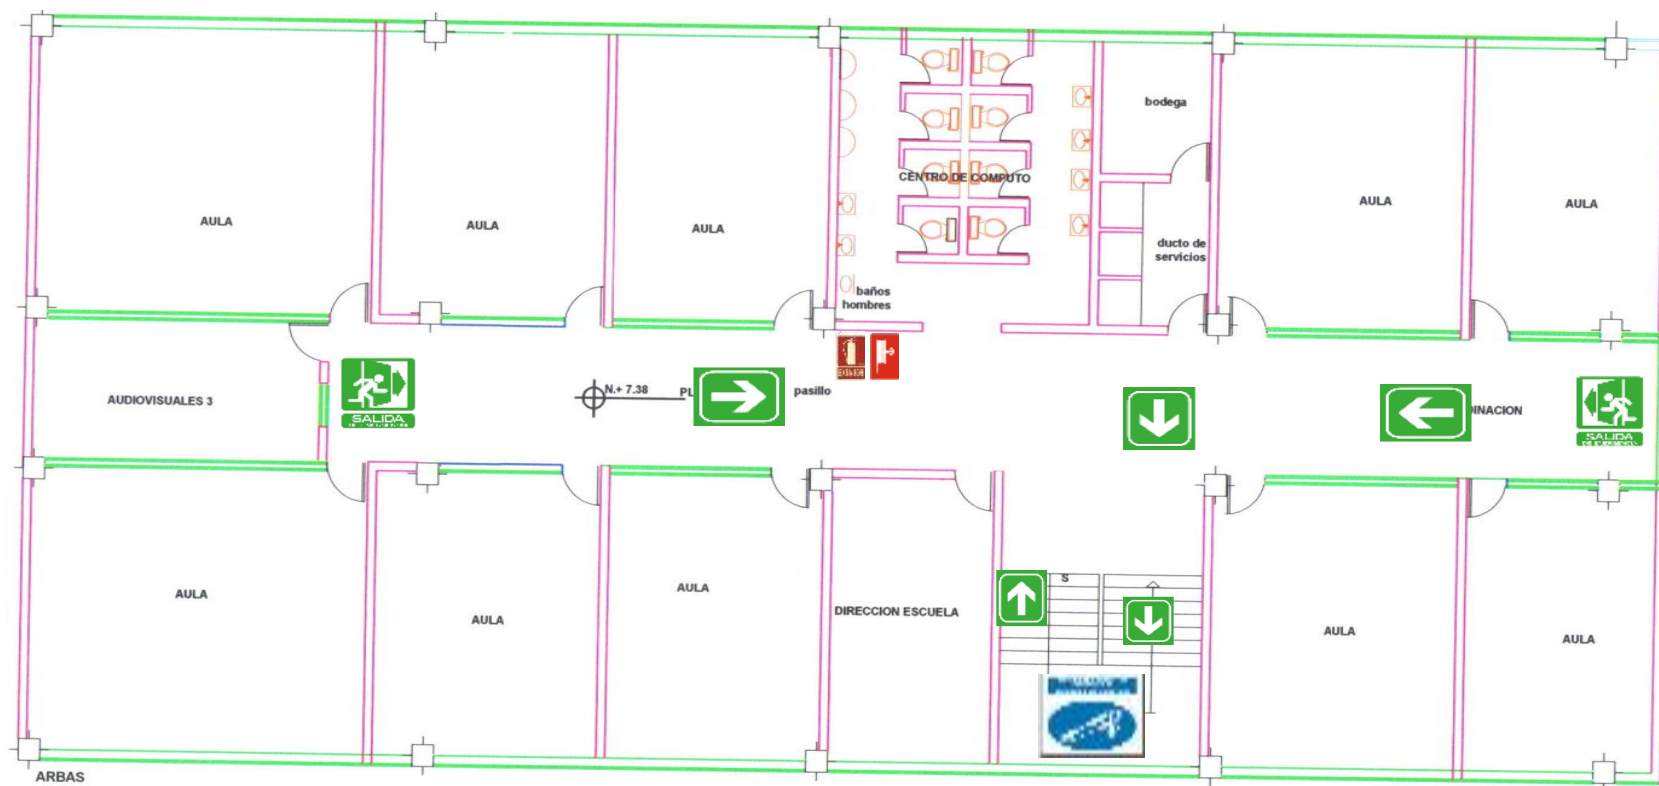 bodega
CENTRO DE COMPUTO
AULA
AULA
AULA
AULA
AULA
ducto de
servicios
baños
hombres
N.+ 7.38
PL
pasillo
AUDIOVISUALES 3
SALIDA
DINACION
SALIDA
AULA
AULA
AULA
DIRECCION ESCUELA
S
AULA
AULA
ARBAS